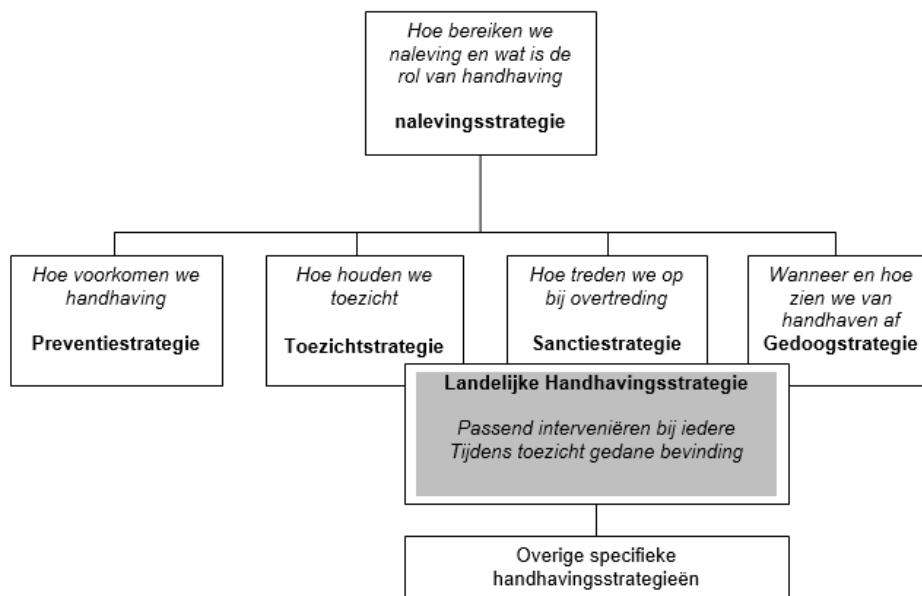 Hoe bereiken we
naleving en wat is de
rol van handhaving
nalevingsstrategie
Hoe voorkomen we
handhaving
Preventiestrategie
Hoe houden we
toezicht
Toezichtstrategie
Hoe treden we op
bij overtreding
Sanctiestrategie
Wanneer en hoe
zien we van
handhaven af
Gedoogstrategie
Landelijke Handhavingsstrategie
Passend interveniëren bij iedere
Tijdens toezicht gedane bevinding
Overige specifieke
handhavingsstrategieën